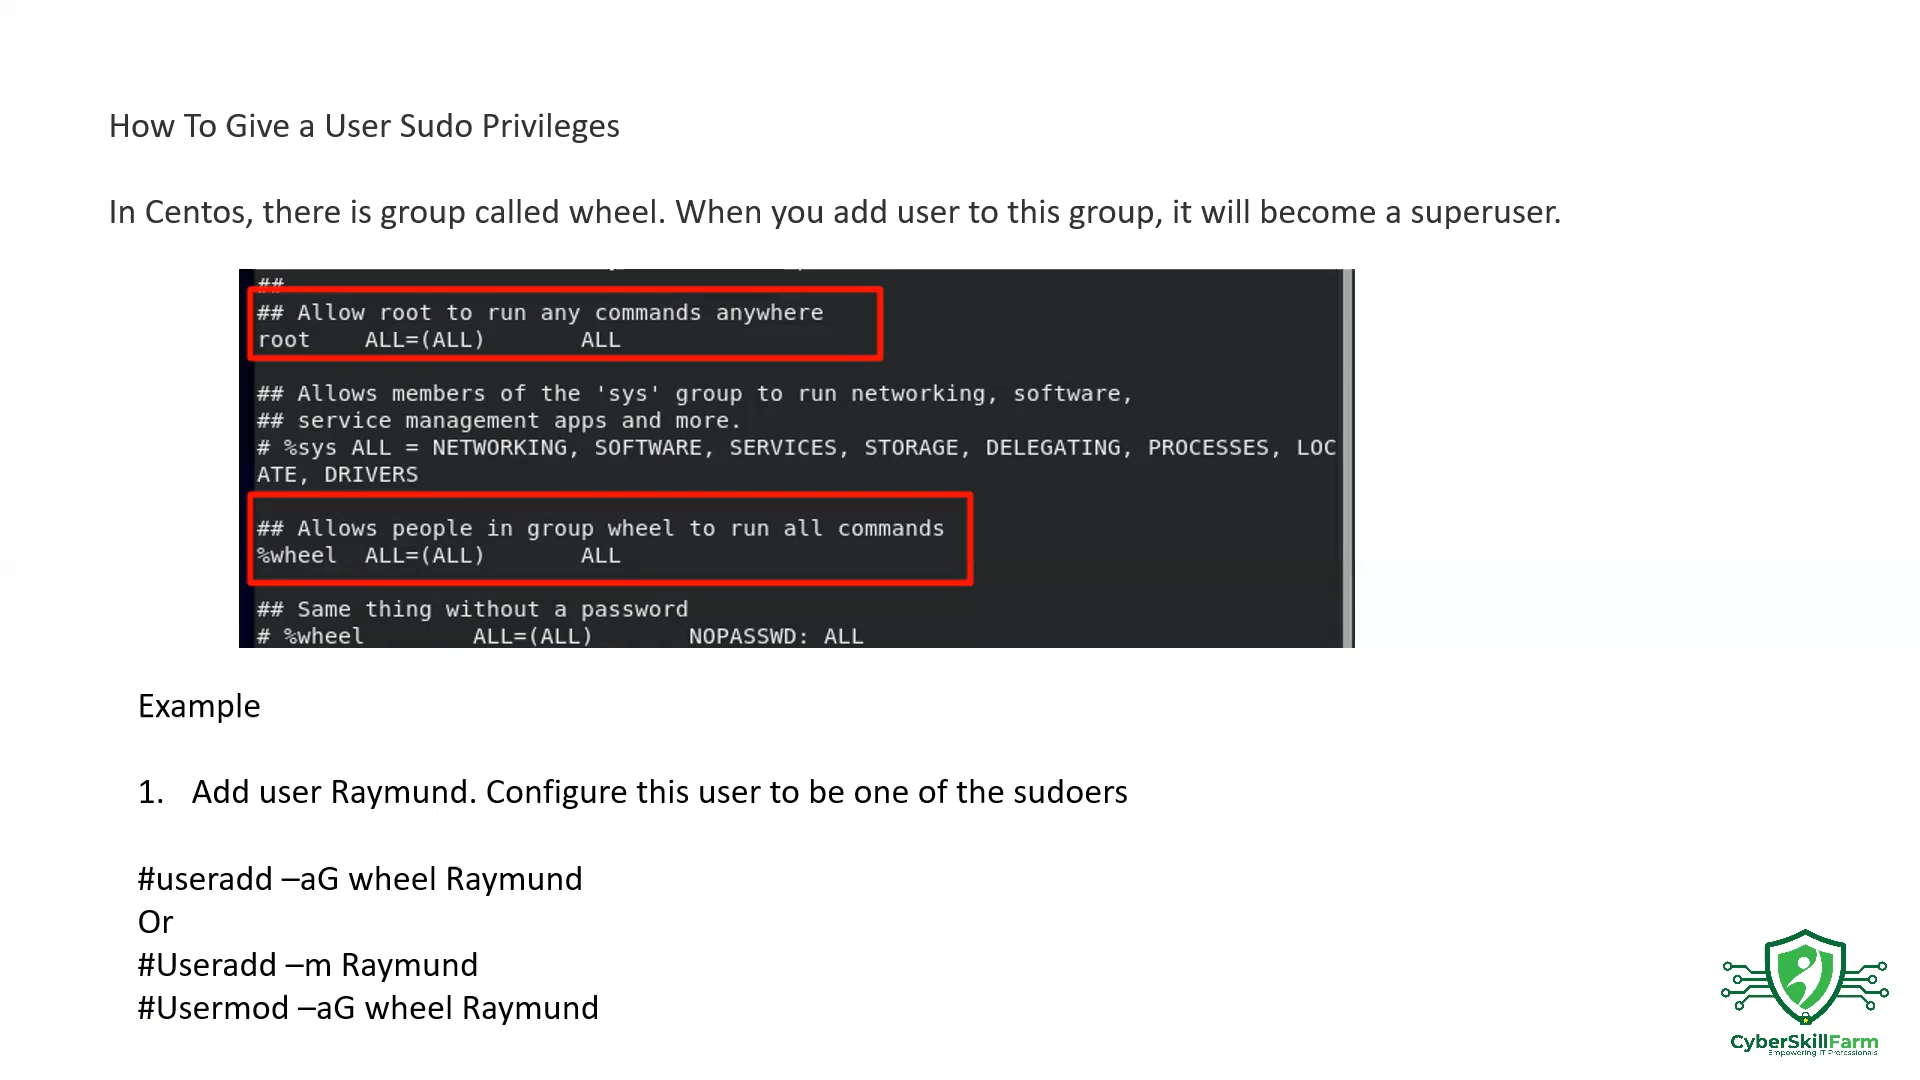 How To Give a User Sudo Privileges
In Centos, there is group called wheel. When you add user to this group, it will become a superuser.
##
## Allow root to run any commands anywhere
root    ALL=(ALL)       ALL
## Allows members of the 'sys' group to run networking, software,
## service management apps and more.
# %sys ALL = NETWORKING, SOFTWARE, SERVICES, STORAGE, DELEGATING, PROCESSES, LOC
ATE, DRIVERS
## Allows people in group wheel to run all commands
%wheel  ALL=(ALL)       ALL
## Same thing without a password
# %wheel        ALL=(ALL)       NOPASSWD: ALL
Example
1. Add user Raymund. Configure this user to be one of the sudoers
#useradd –aG wheel Raymund
Or
#Useradd –m Raymund
#Usermod –aG wheel Raymund
CyberSkillFarm
Empowering IT Professionals